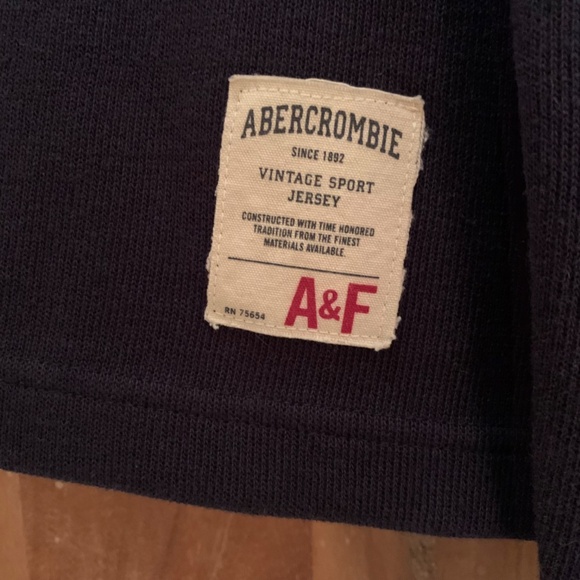 ABERCROMBIE
SINCE 1892
VINTAGE SPORT
JERSEY
CONSTRUCTED WITH TIME HONORED
TRADITION FROM THE FINEST
MATERIALS AVAILABLE.
RN 75654
A&F